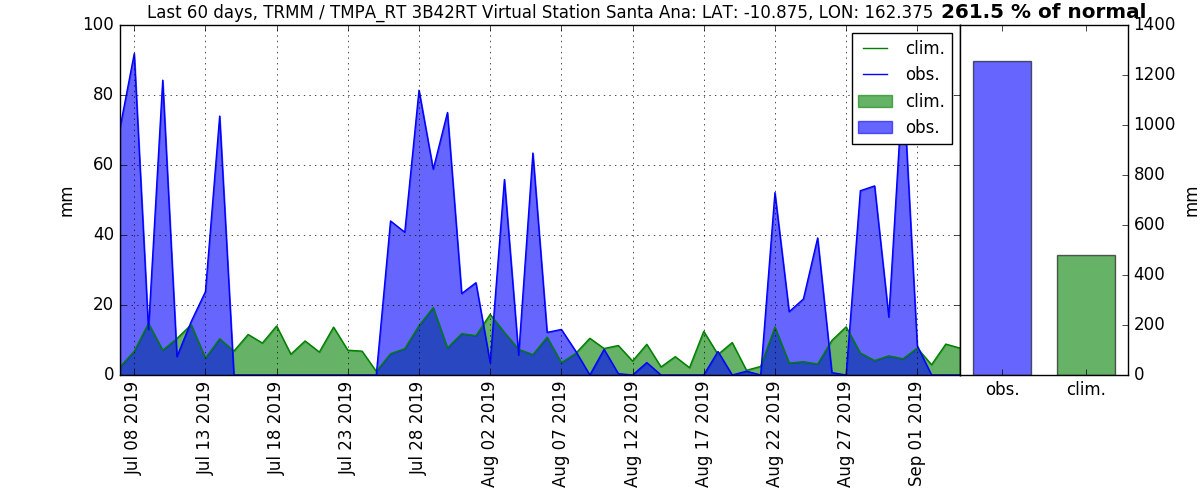 Last 60 days, TRMM / TMPA_RT 3B42RT Virtual Station Santa Ana: LAT: -10.875, LON: 162.375 261.5 % of normal
100
80
60
40
20
0
mm
clim.
obs.
clim.
obs.
1400
1200
1000
800
600
400
200
0
mm
Jul 08 2019
Jul 13 2019
Jul 18 2019
Jul 23 2019
Jul 28 2019
Aug 02 2019
Aug 07 2019
Aug 12 2019
Aug 17 2019
Aug 22 2019
Aug 27 2019
Sep 01 2019
obs.
clim.